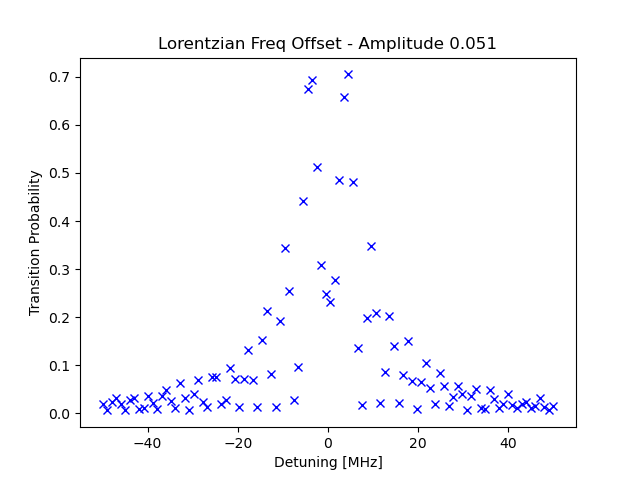 Lorentzian Freq Offset - Amplitude 0.051
Transition Probability
0.7
0.6
0.5
0.4
0.3
0.2
0.1
0.0
−40 −20 0 20 40
Detuning [MHz]